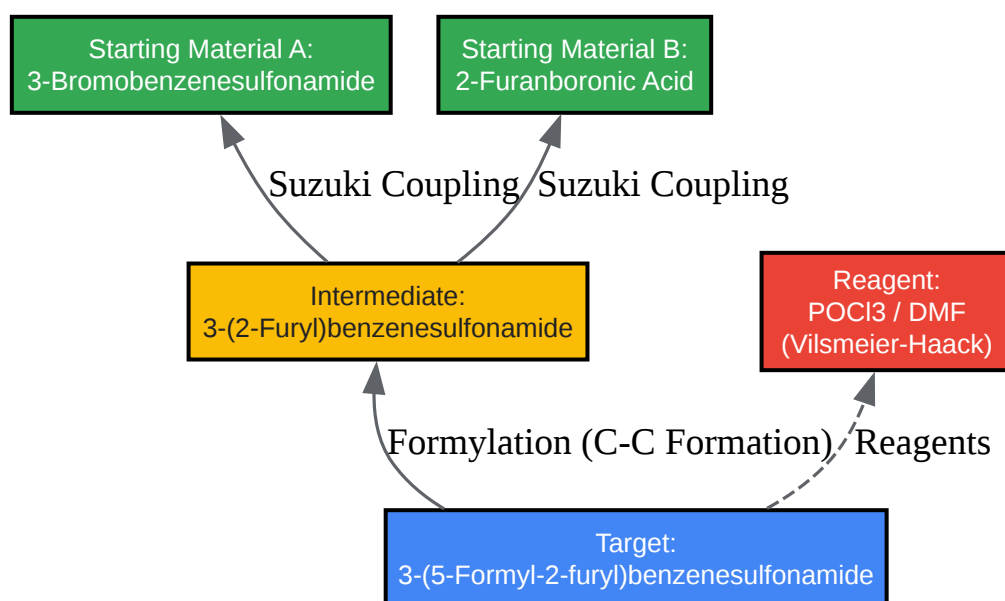 Starting Material A:
3-Bromobenzenesulfonamide
Starting Material B:
2-Furanboronic Acid
Suzuki Coupling
Suzuki Coupling
Intermediate:
3-(2-Furyl)benzenesulfonamide
Reagent:
POCl3 / DMF
(Vilsmeier-Haack)
Formylation (C-C Formation)
Reagents
Target:
3-(5-Formyl-2-furyl)benzenesulfonamide